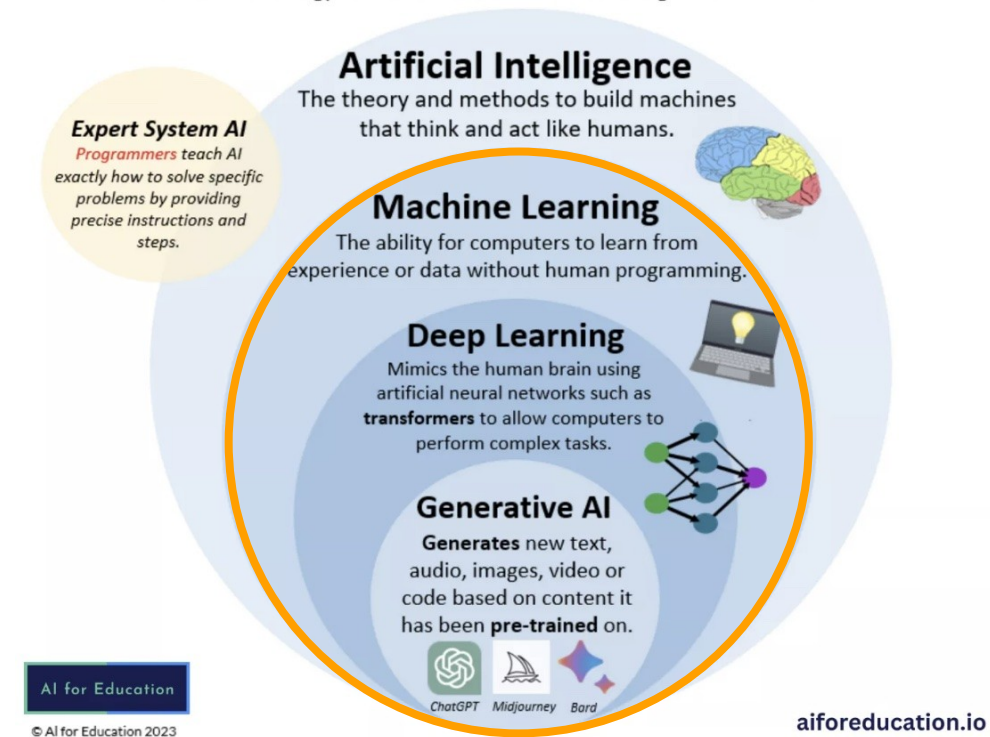 Artificial Intelligence
The theory and methods to build machines
that think and act like humans.
Expert System AI
Programmers teach AI
exactly how to solve specific
problems by providing
precise instructions and
steps.
Machine Learning
The ability for computers to learn from
experience or data without human programming.
Deep Learning
Mimics the human brain using
artificial neural networks such as
transformers to allow computers to
perform complex tasks.
Generative AI
Generates new text,
audio, images, video or
code based on content it
has been pre-trained on.
ChatGPT Midjourney Bard
AI for Education
© AI for Education 2023
aiforeducation.io